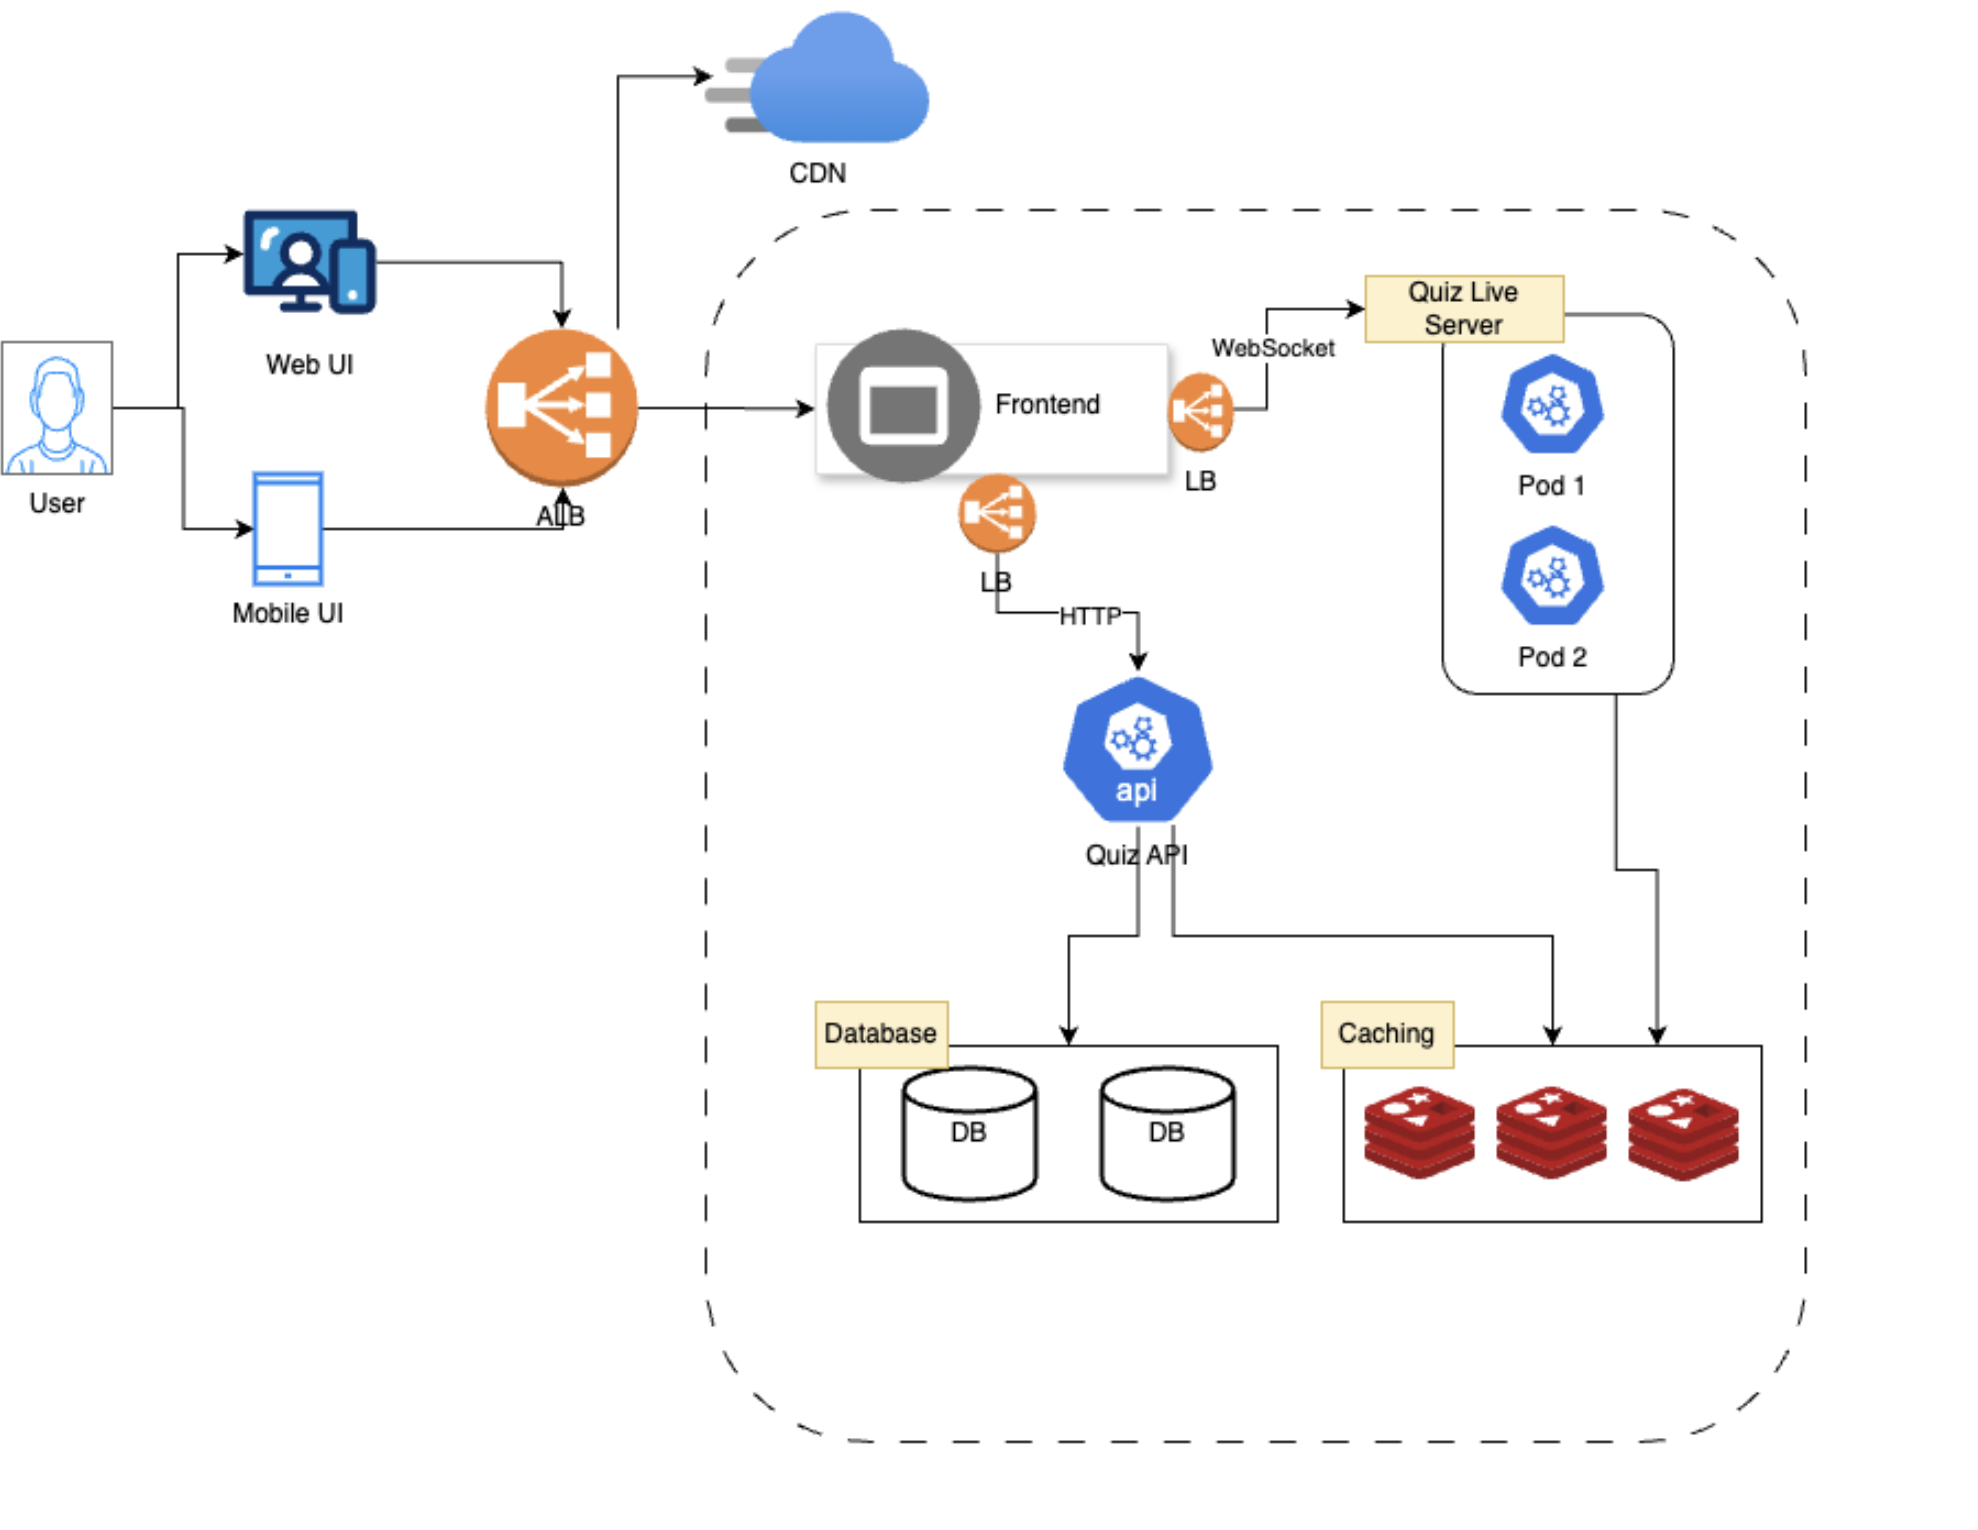 CDN
Web UI
User
Mobile UI
ALB
Frontend
LB
LB
HTTP
WebSocket
Quiz Live
Server
Pod 1
Pod 2
api
Quiz API
Database
DB
DB
Caching